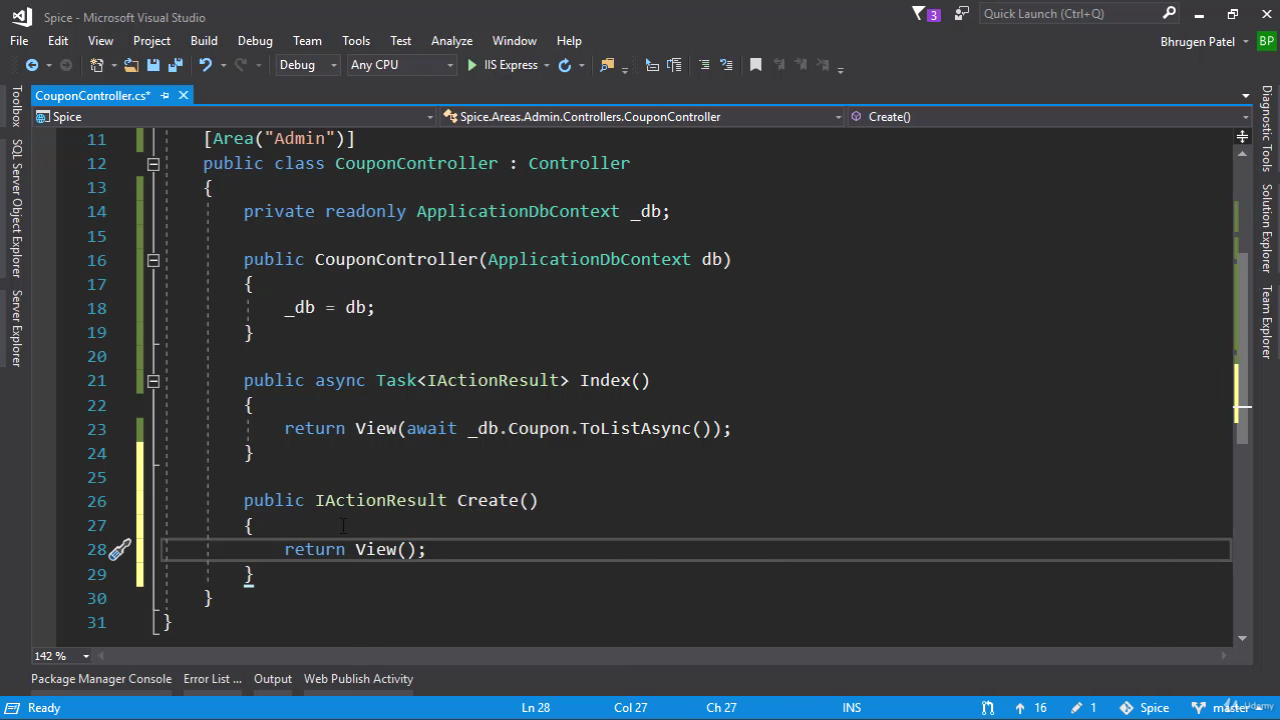 Spice - Microsoft Visual Studio
3
Quick Launch (Ctrl+Q)
File Edit View Project Build Debug Team Tools Test Analyze Window Help
Bhrugen Patel BP
Debug Any CPU IIS Express
CouponController.cs*
Spice Spice.Areas.Admin.Controllers.CouponController Create()
Toolbox
SQL Server Object Explorer
Server Explorer
11 [Area("Admin")]
12 public class CouponController : Controller
13 {
14 private readonly ApplicationDbContext _db;
15
16 public CouponController(ApplicationDbContext db)
17 {
18 _db = db;
19 }
20
21 public async Task<IActionResult> Index()
22 {
23 return View(await _db.Coupon.ToListAsync());
24 }
25
26 public IActionResult Create()
27 {
28 return View();
29 }
30 }
31 }
Diagnostic Tools
Solution Explorer
Team Explorer
142 %
Package Manager Console Error List ... Output Web Publish Activity
Ready Ln 28 Col 27 Ch 27 INS 16 1 Spice master
Udemy